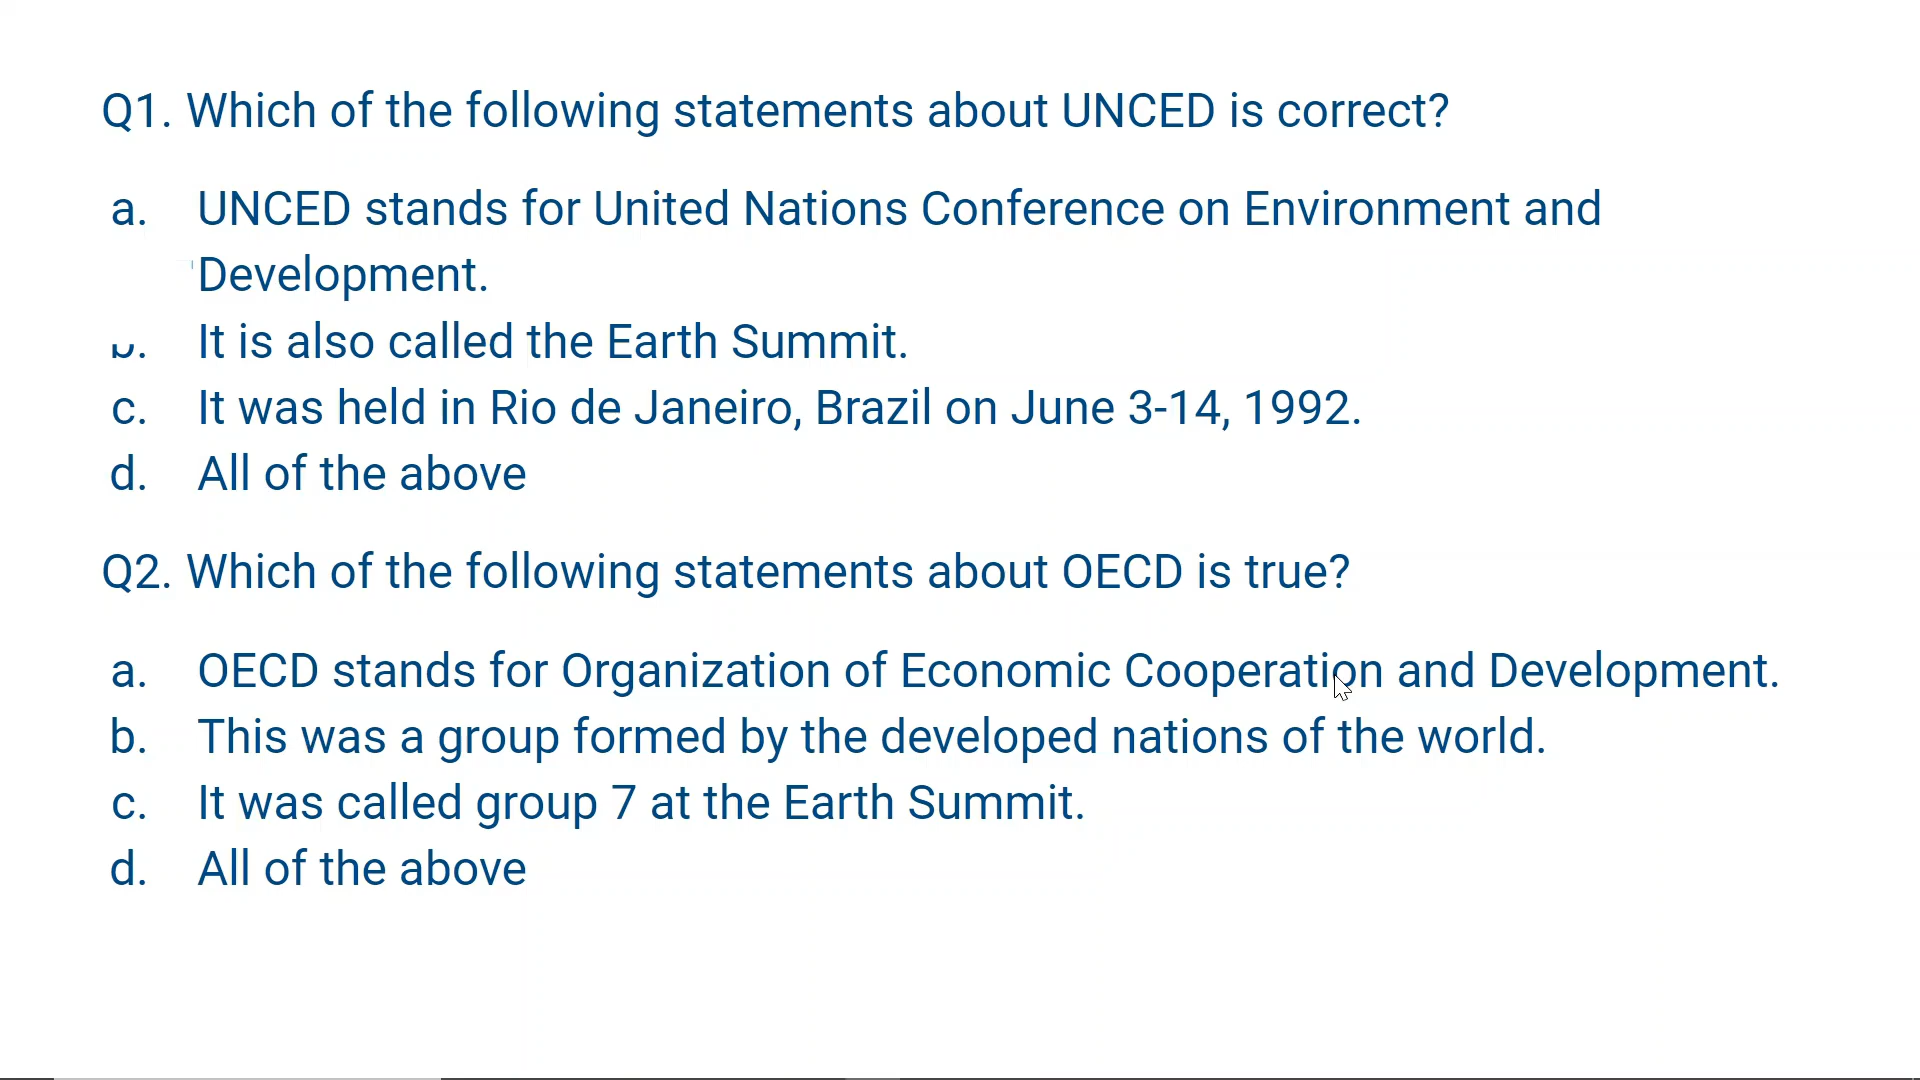 Q1. Which of the following statements about UNCED is correct?
a. UNCED stands for United Nations Conference on Environment and
Development.
b. It is also called the Earth Summit.
c. It was held in Rio de Janeiro, Brazil on June 3-14, 1992.
d. All of the above
Q2. Which of the following statements about OECD is true?
a. OECD stands for Organization of Economic Cooperation and Development.
b. This was a group formed by the developed nations of the world.
c. It was called group 7 at the Earth Summit.
d. All of the above